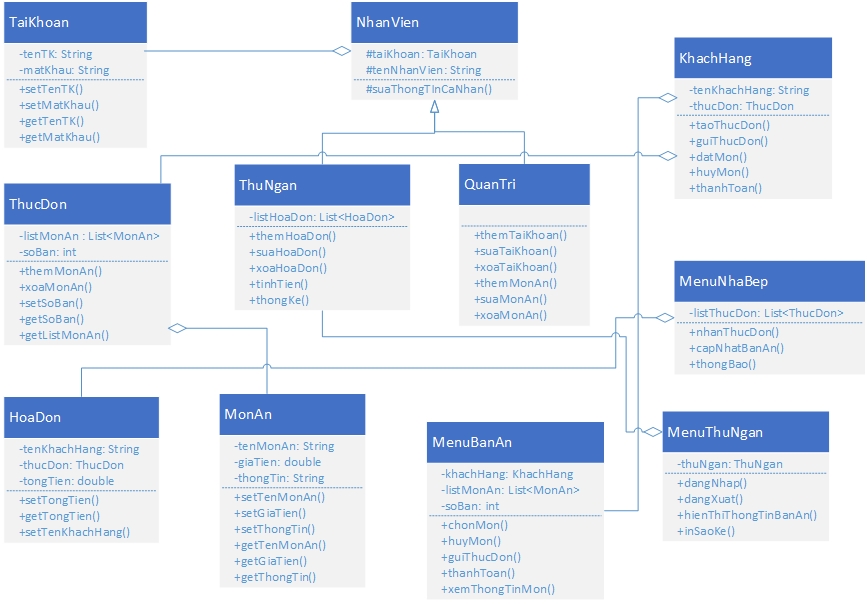 TaiKhoan
-tenTK: String
-matKhau: String
+setTenTK()
+setMatKhau()
+getTenTK()
+getMatKhau()
NhanVien
#taiKhoan: TaiKhoan
#tenNhanVien: String
#suaThongTInCaNhan()
KhachHang
-tenKhachHang: String
-thucDon: ThucDon
+taoThucDon()
+guiThucDon()
+datMon()
+huyMon()
+thanhToan()
ThucDon
-listMonAn : List<MonAn>
-soBan: int
+themMonAn()
+xoaMonAn()
+setSoBan()
+getSoBan()
+getListMonAn()
ThuNgan
-listHoaDon: List<HoaDon>
+themHoaDon()
+suaHoaDon()
+xoaHoaDon()
+tinhTien()
+thongKe()
QuanTri
+themTaiKhoan()
+suaTaiKhoan()
+xoaTaiKhoan()
+themMonAn()
+suaMonAn()
+xoaMonAn()
MenuNhaBep
-listThucDon: List<ThucDon>
+nhanThucDon()
+capNhatBanAn()
+thongBao()
HoaDon
-tenKhachHang: String
-thucDon: ThucDon
-tongTien: double
+setTongTien()
+getTongTien()
+setTenKhachHang()
MonAn
-tenMonAn: String
-giaTien: double
-thongTin: String
+setTenMonAn()
+setGiaTien()
+setThongTin()
+getTenMonAn()
+getGiaTien()
+getThongTin()
MenuBanAn
-khachHang: KhachHang
-listMonAn: List<MonAn>
-soBan: int
+chonMon()
+huyMon()
+guiThucDon()
+thanhToan()
+xemThongTinMon()
MenuThuNgan
-thuNgan: ThuNgan
+dangNhap()
+dangXuat()
+hienThiThongTinBanAn()
+inSaoKe()